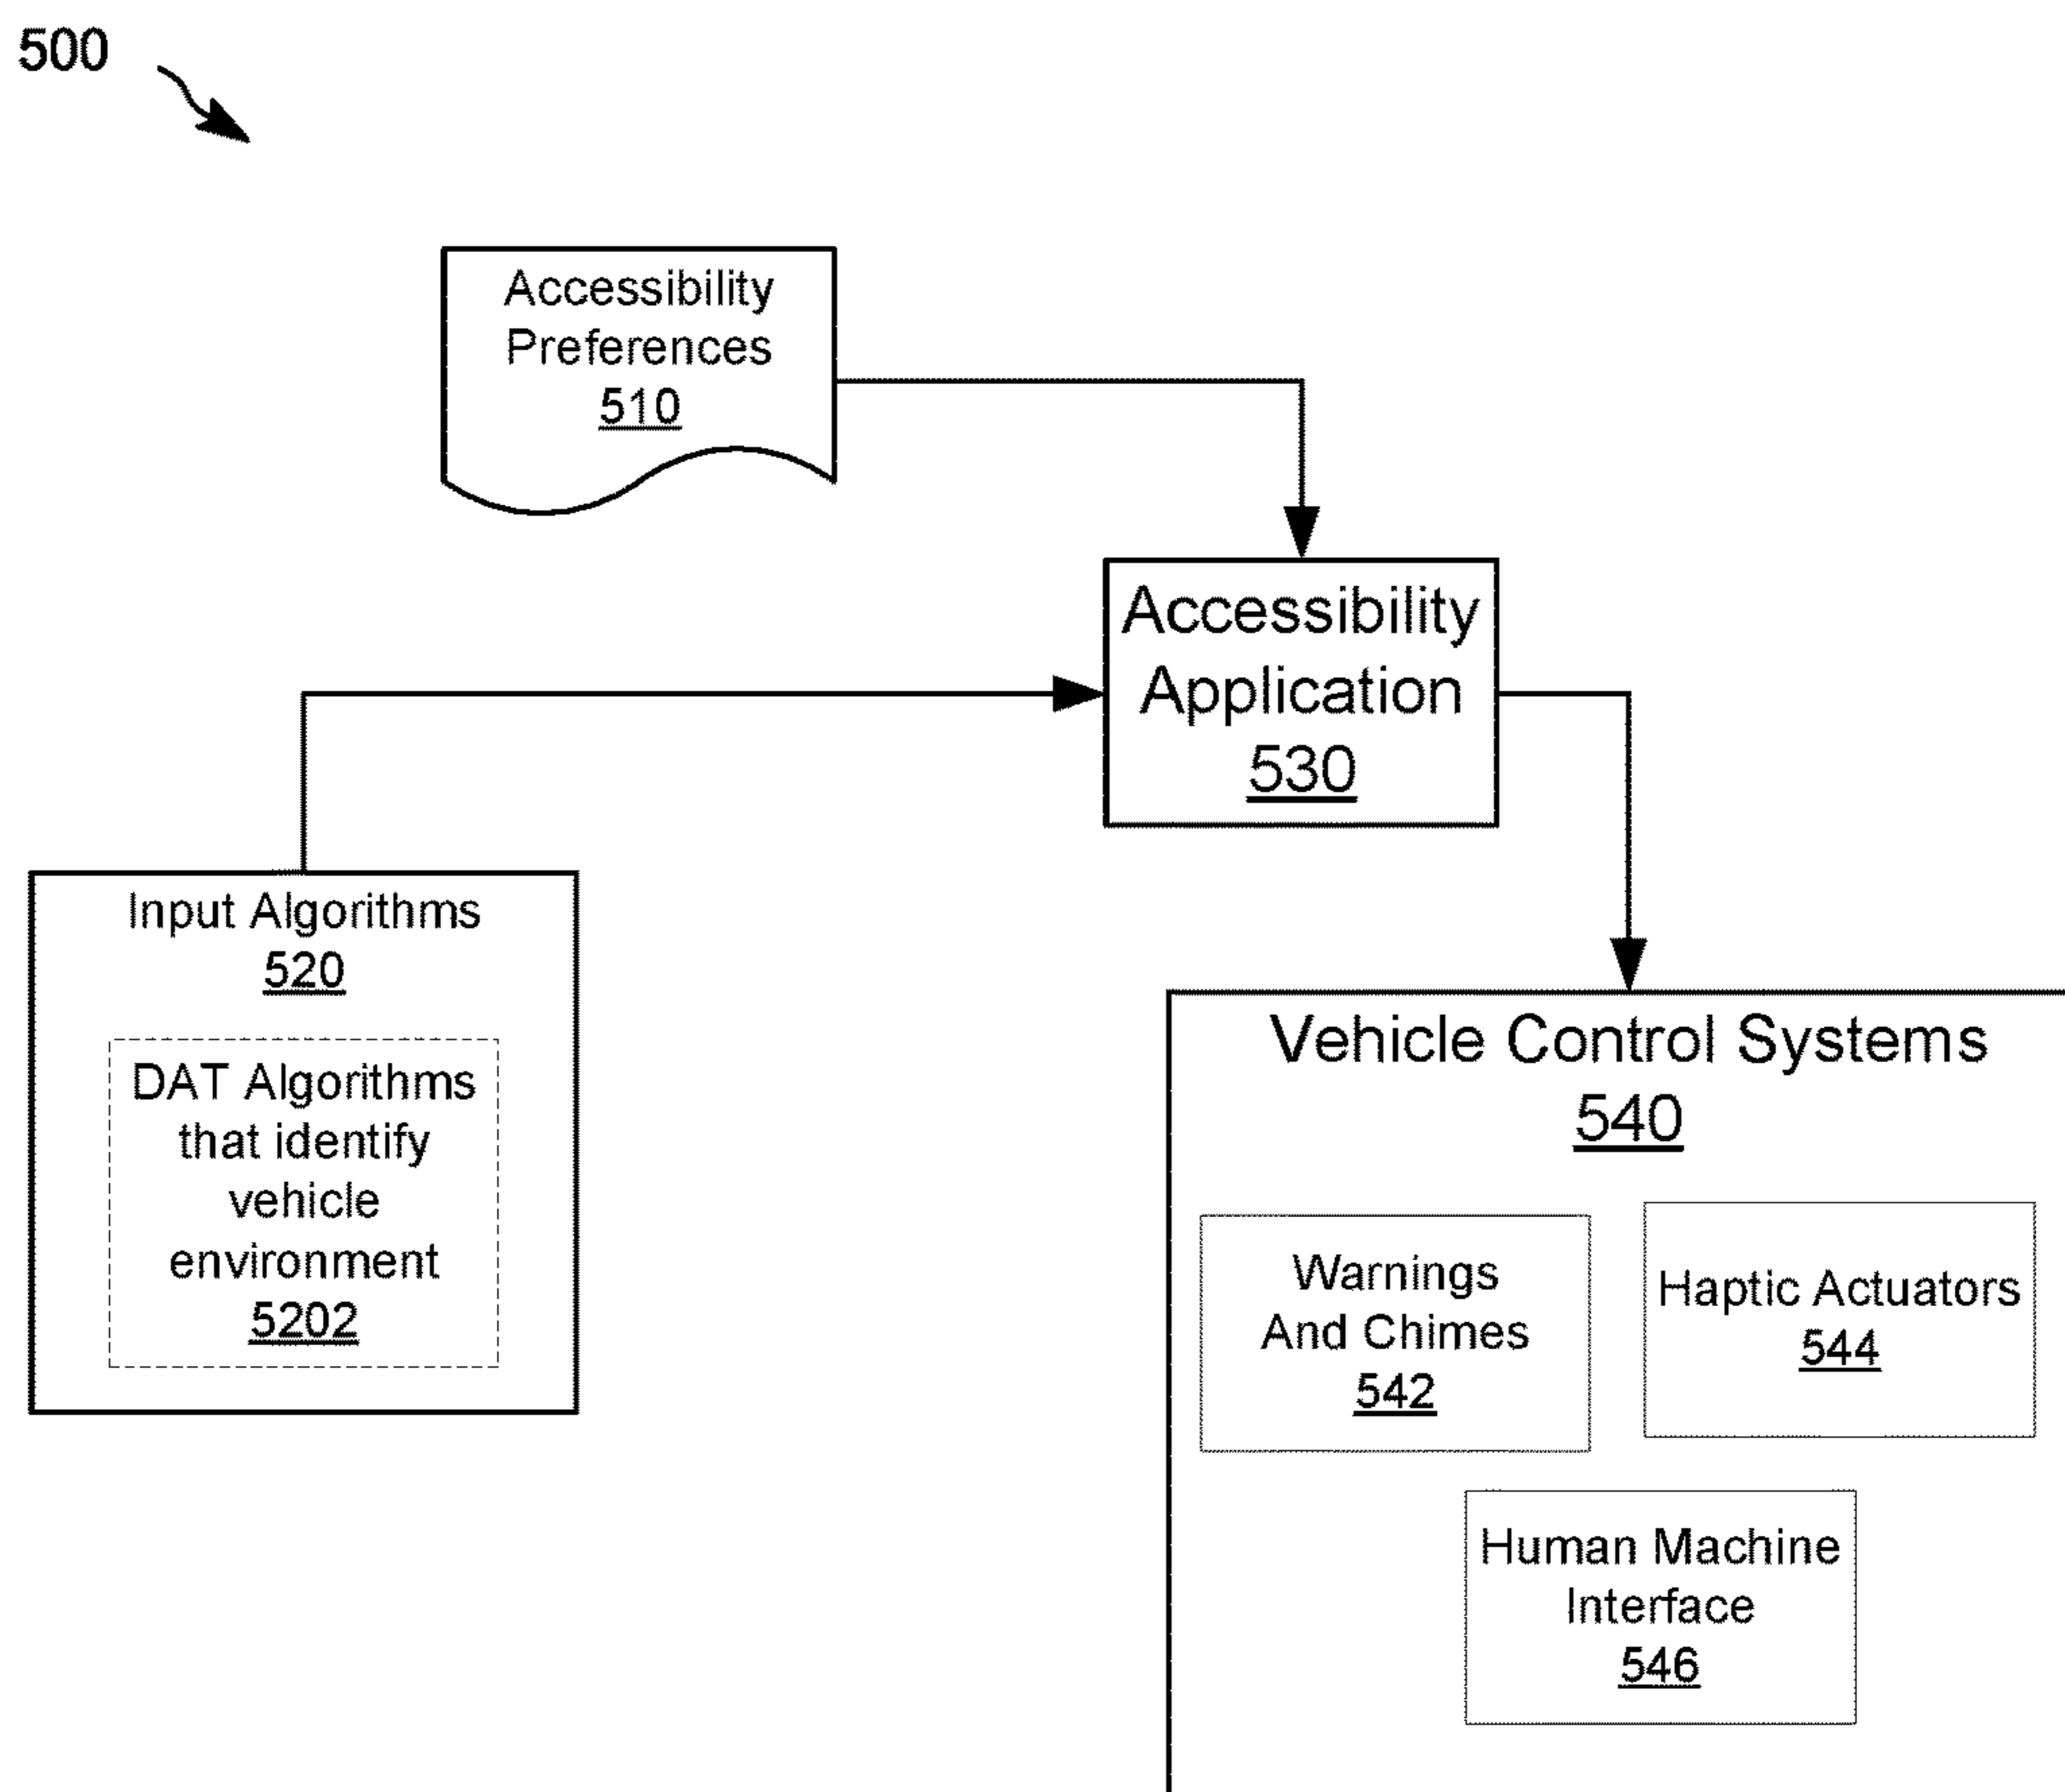 500
Accessibility
Preferences
510
Accessibility
Application
530
Input Algorithms
520
DAT Algorithms
that identify
vehicle
environment
5202
Vehicle Control Systems
540
Warnings
And Chimes
542
Haptic Actuators
544
Human Machine
Interface
546